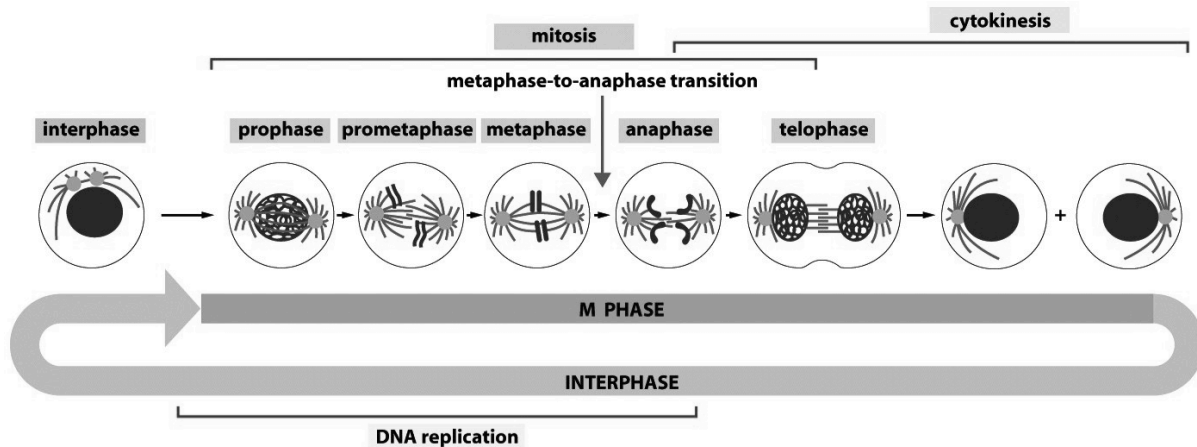 cytokinesis
mitosis
metaphase-to-anaphase transition
interphase
prophase
prometaphase
metaphase
anaphase
telophase
+
M PHASE
INTERPHASE
DNA replication